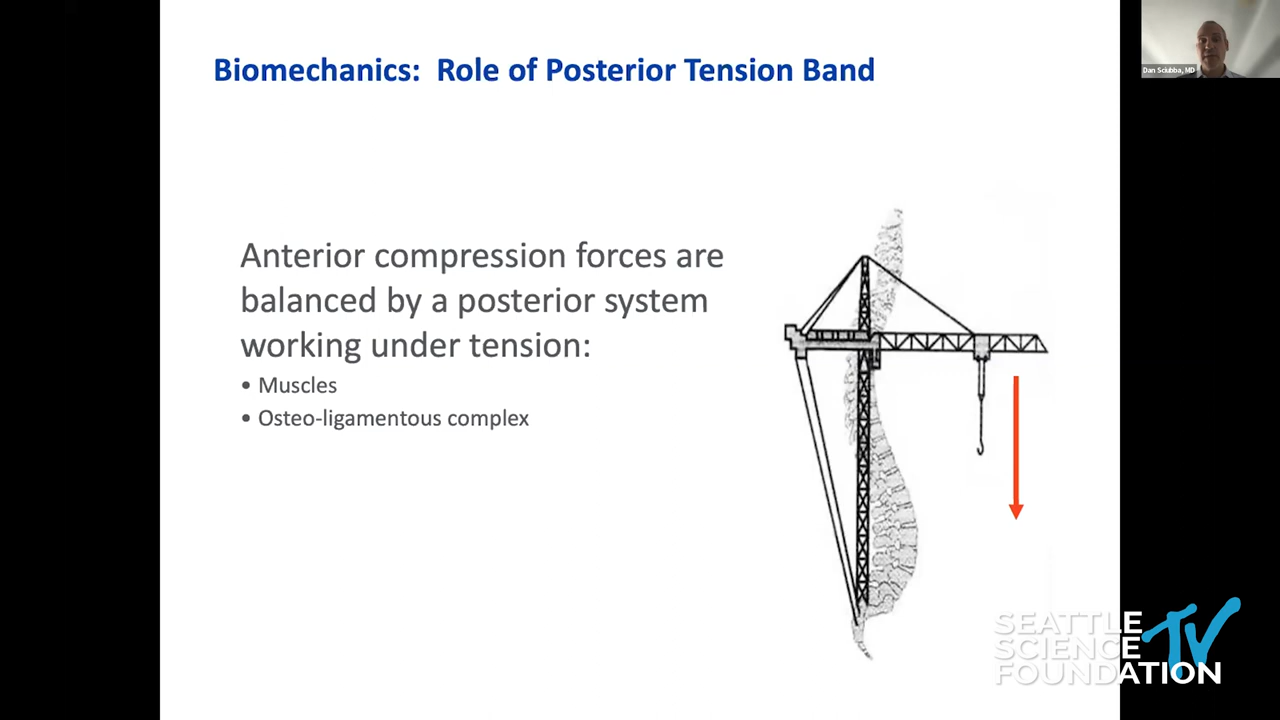 Biomechanics: Role of Posterior Tension Band
Dan Sciubba, MD
Anterior compression forces are
balanced by a posterior system
working under tension:
• Muscles
• Osteo-ligamentous complex
SEATTLE
SCIENCE
FOUNDATION
TV